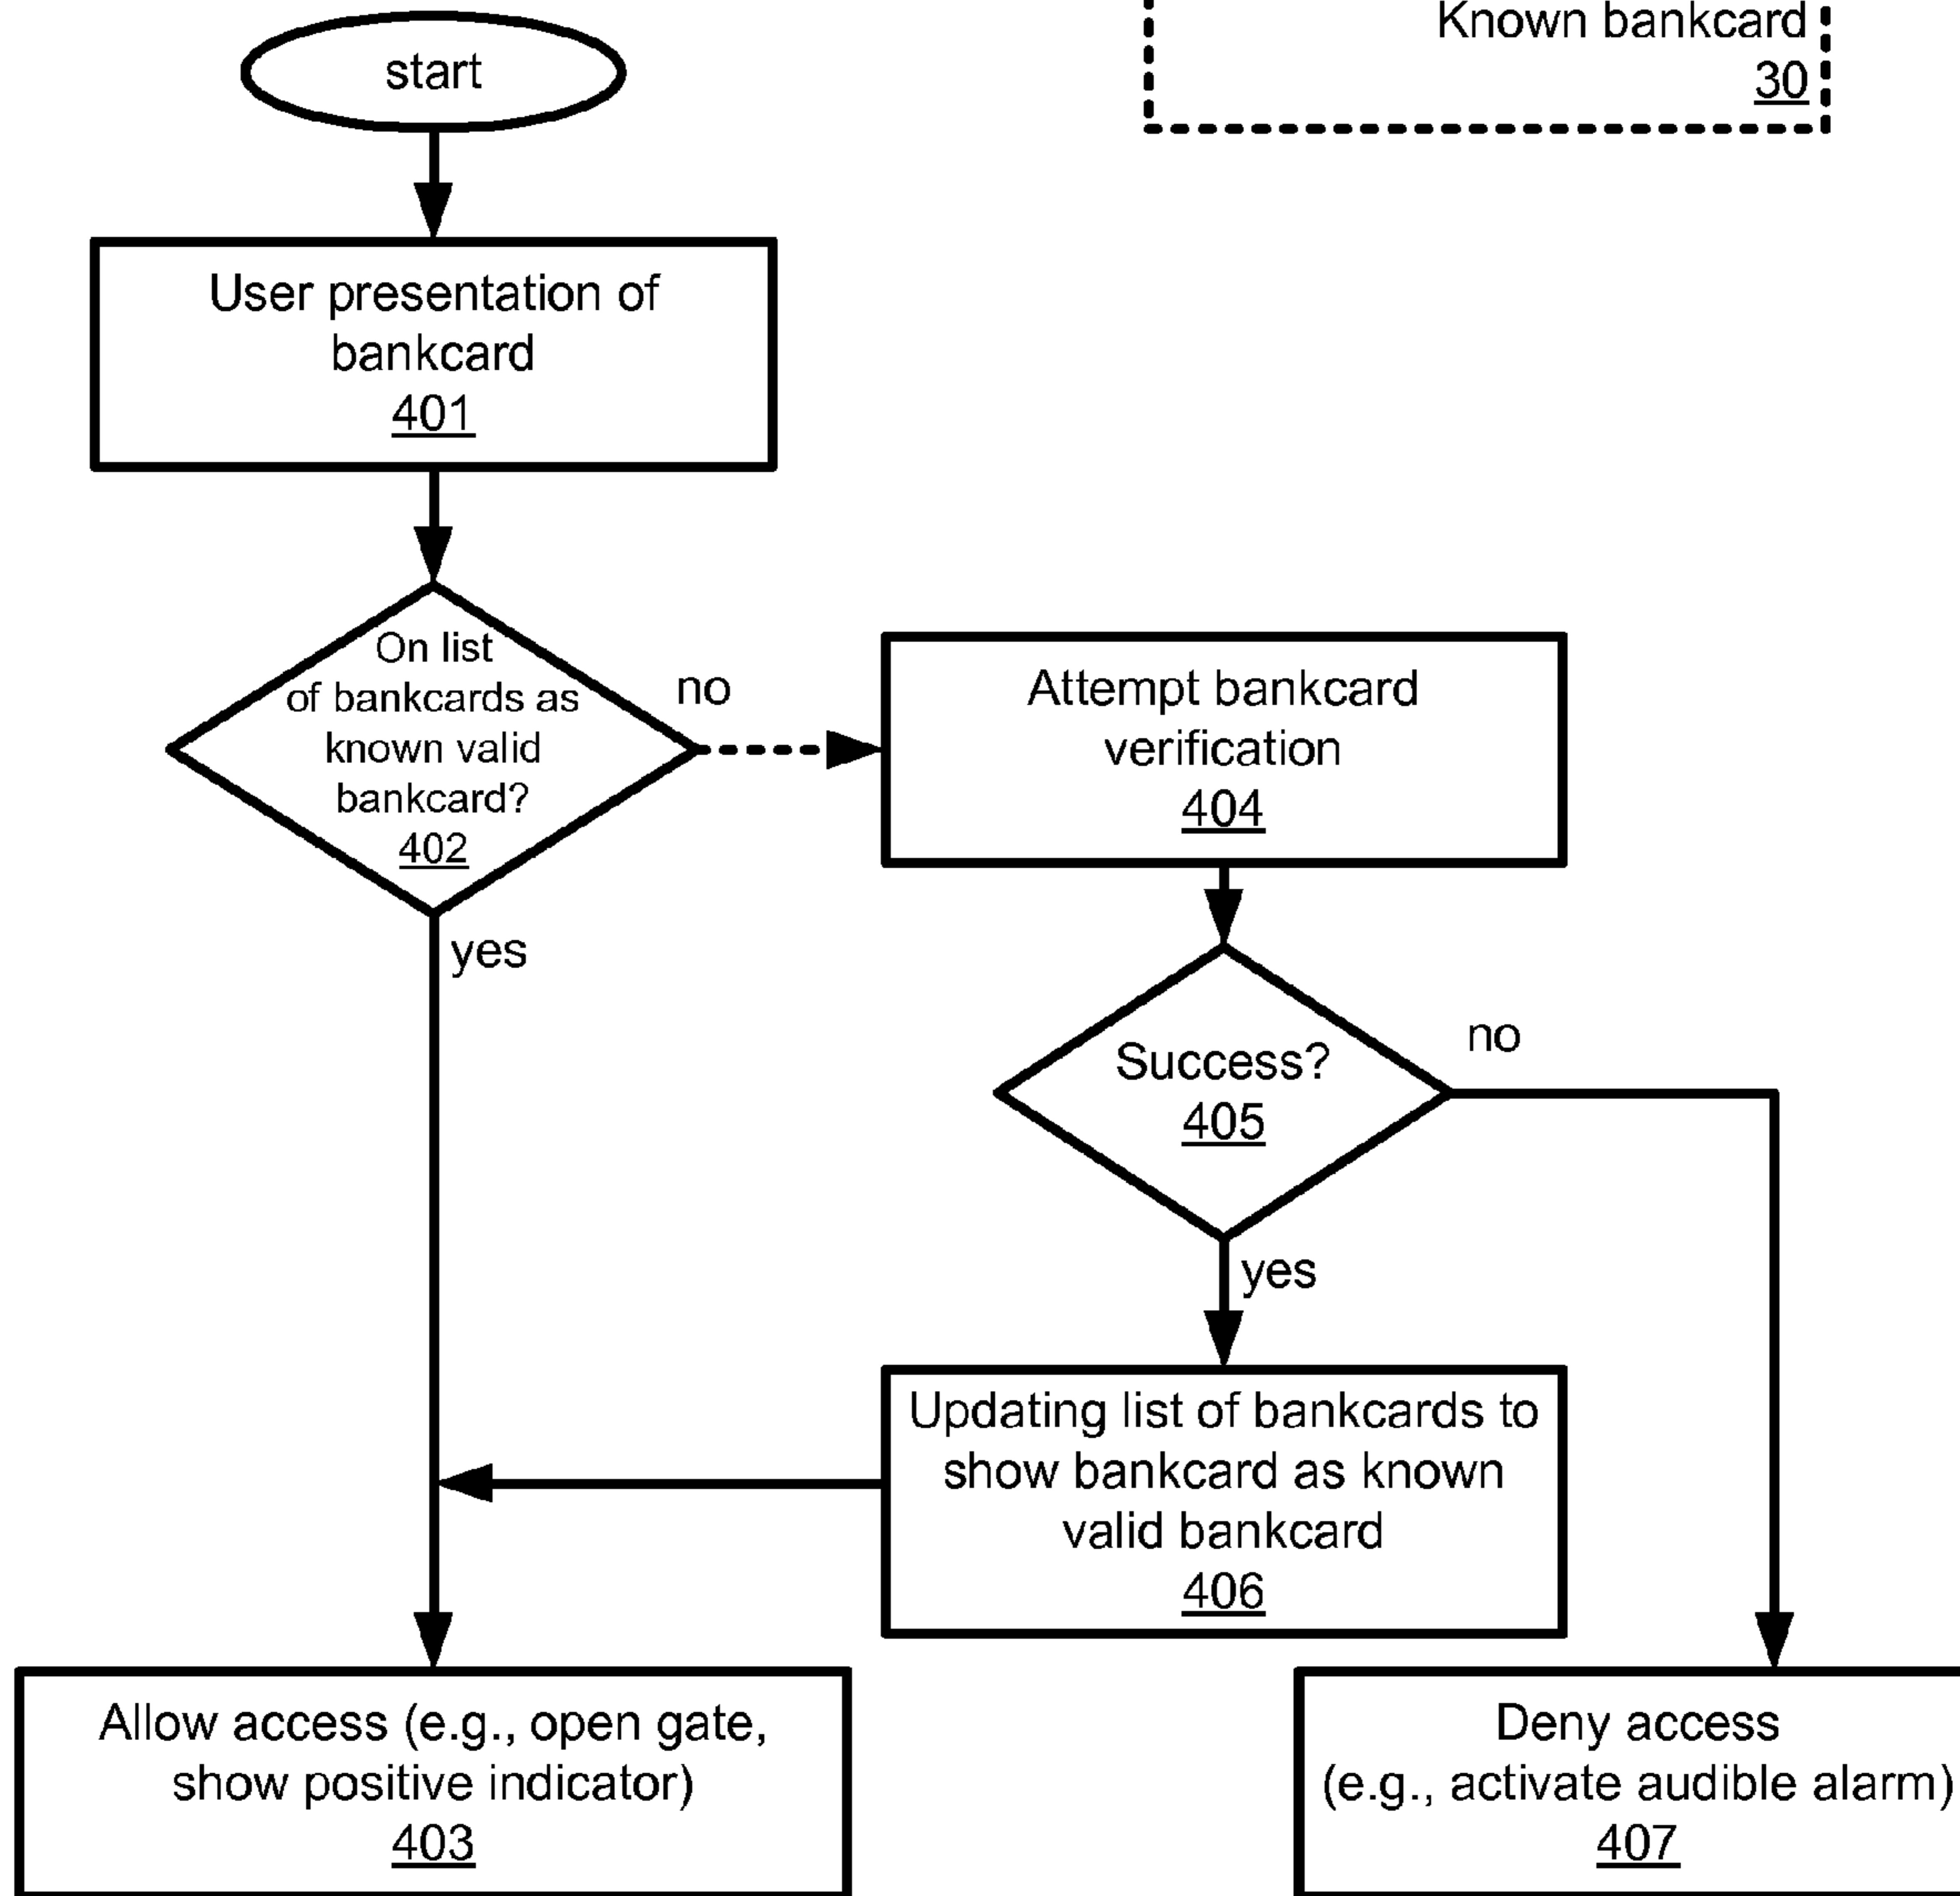 Known bankcard
30
start
User presentation of
bankcard
401
On list
of bankcards as
known valid
bankcard?
402
no
yes
Attempt bankcard
verification
404
Success?
405
no
yes
Updating list of bankcards to
show bankcard as known
valid bankcard
406
Allow access (e.g., open gate,
show positive indicator)
403
Deny access
(e.g., activate audible alarm)
407